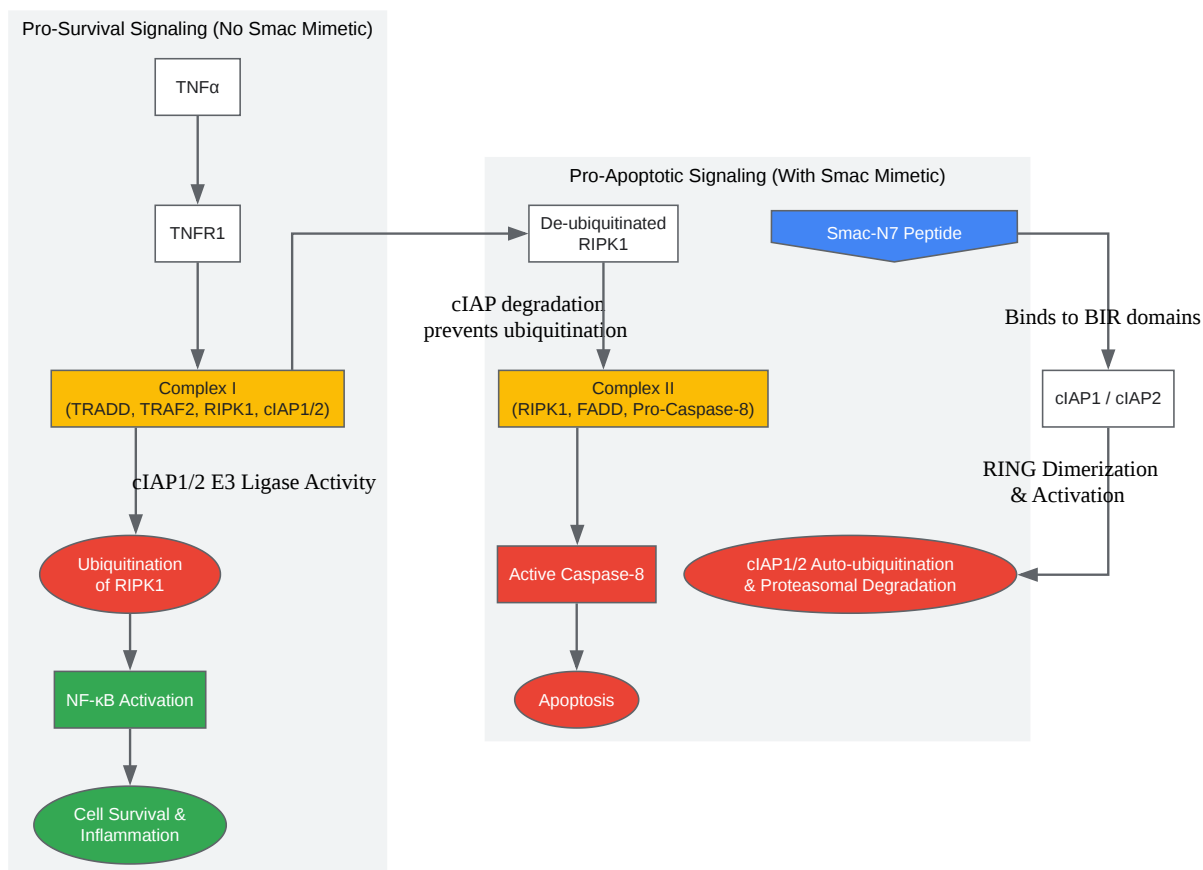 Pro-Survival Signaling (No Smac Mimetic)
TNFα
TNFR1
Complex I
(TRADD, TRAF2, RIPK1, cIAP1/2)
cIAP1/2 E3 Ligase Activity
Ubiquitination
of RIPK1
NF-κB Activation
Cell Survival &
Inflammation
Pro-Apoptotic Signaling (With Smac Mimetic)
De-ubiquitinated
RIPK1
cIAP degradation
prevents ubiquitination
Complex II
(RIPK1, FADD, Pro-Caspase-8)
Active Caspase-8
Apoptosis
Smac-N7 Peptide
Binds to BIR domains
cIAP1 / cIAP2
RING Dimerization
& Activation
cIAP1/2 Auto-ubiquitination
& Proteasomal Degradation